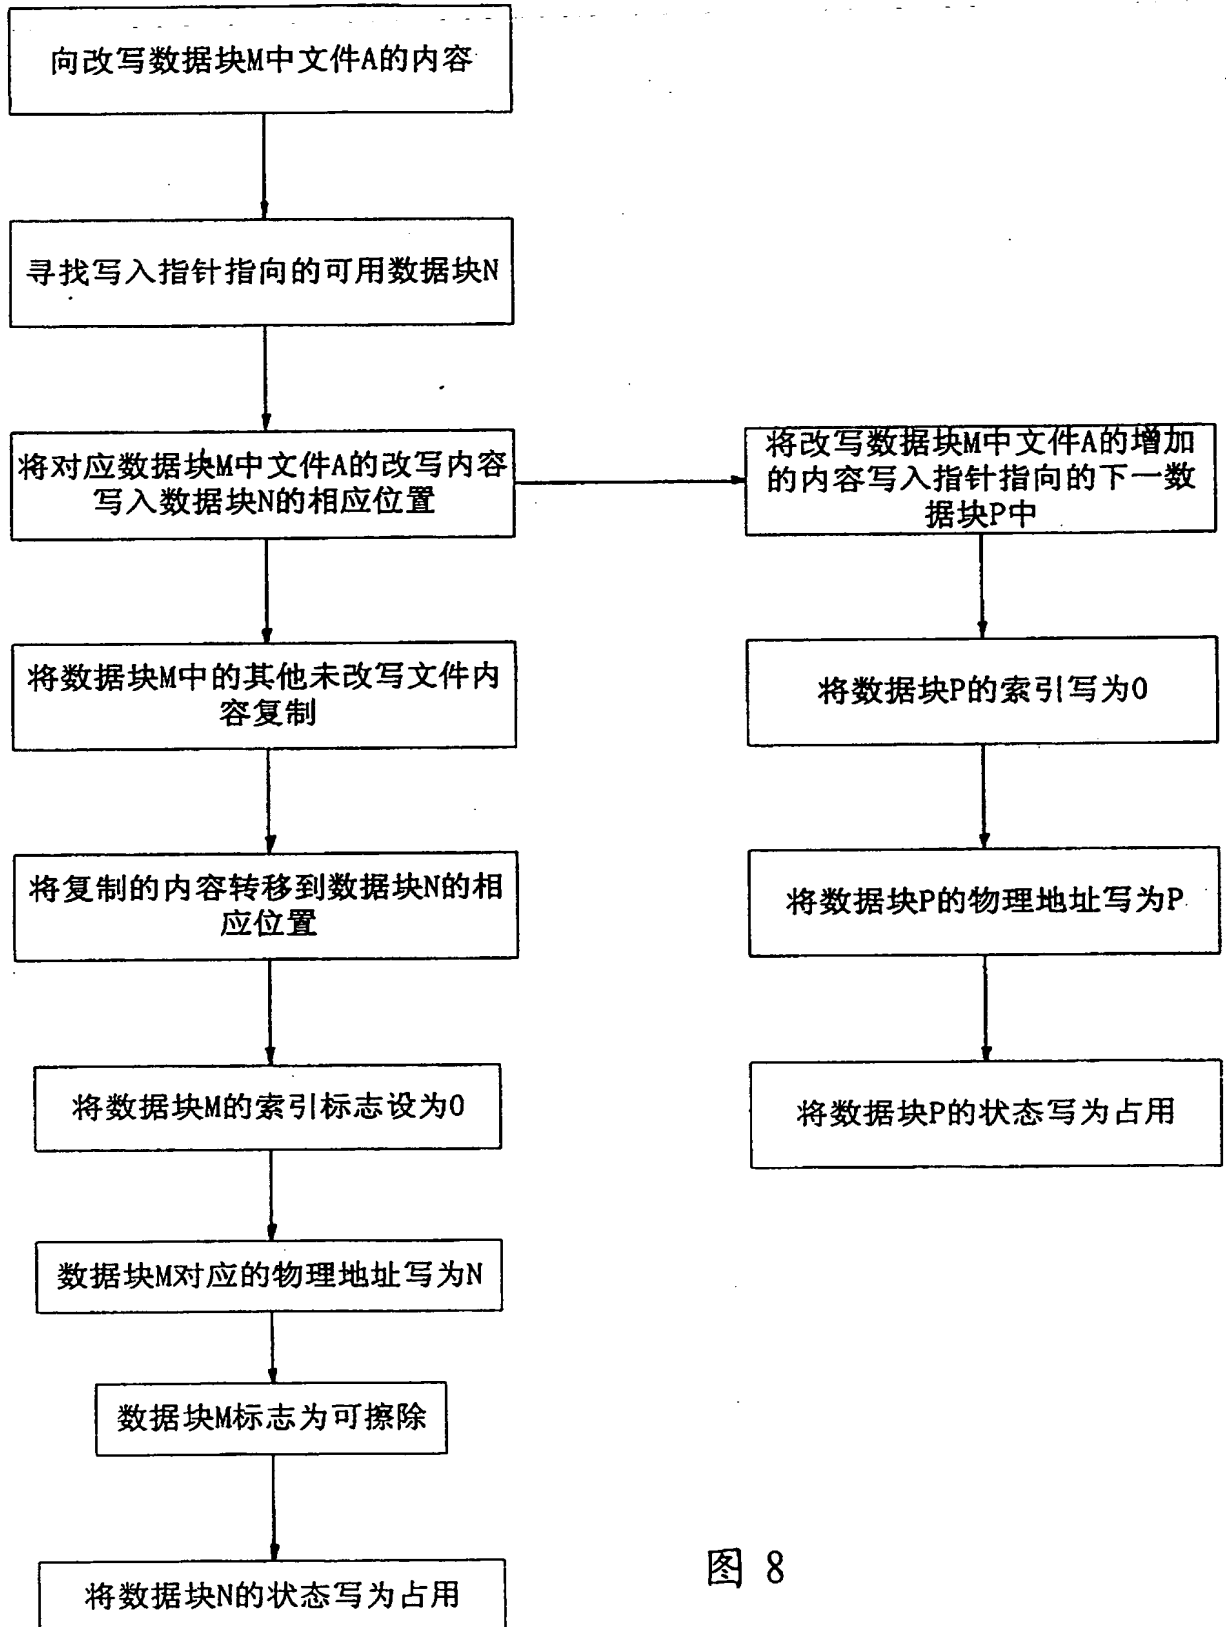 向改写数据块M中文件A的内容
寻找写入指针指向的可用数据块N
将对应数据块M中文件A的改写内容
写入数据块N的相应位置
将数据块M中的其他未改写文件内
容复制
将复制的内容转移到数据块N的相
应位置
将数据块M的索引标志设为0
数据块M对应的物理地址写为N
数据块M标志为可擦除
将数据块N的状态写为占用
将改写数据块M中文件A的增加
的内容写入指针指向的下一数
据块P中
将数据块P的索引写为0
将数据块P的物理地址写为P
将数据块P的状态写为占用
图 8